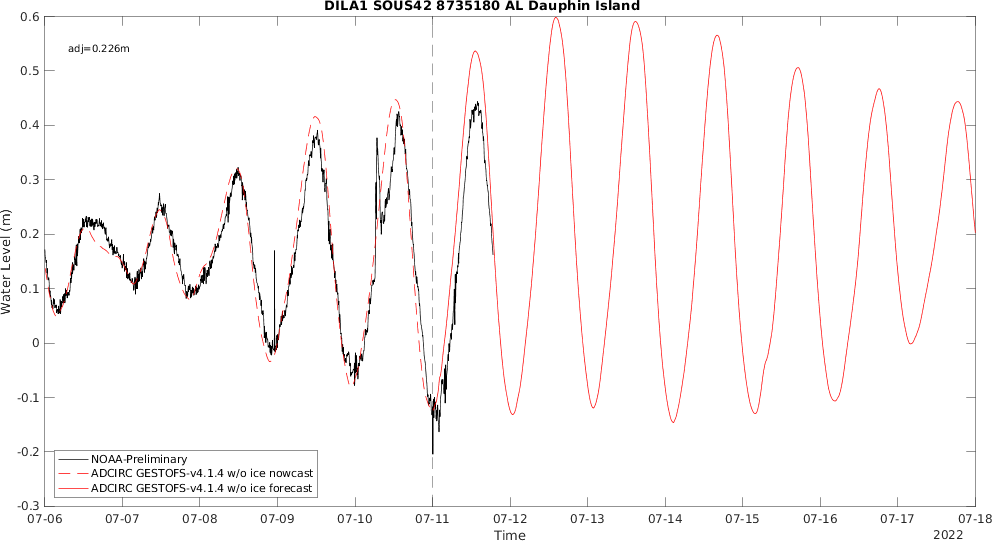 DILA1 SOUS42 8735180 AL Dauphin Island
adj=0.226m
0.6
0.5
0.4
0.3
0.2
0.1
0
-0.1
-0.2
-0.3
Water Level (m)
NOAA-Preliminary
ADCIRC GESTOFS-v4.1.4 w/o ice nowcast
ADCIRC GESTOFS-v4.1.4 w/o ice forecast
07-06 07-07 07-08 07-09 07-10 07-11 07-12 07-13 07-14 07-15 07-16 07-17 07-18
Time
2022